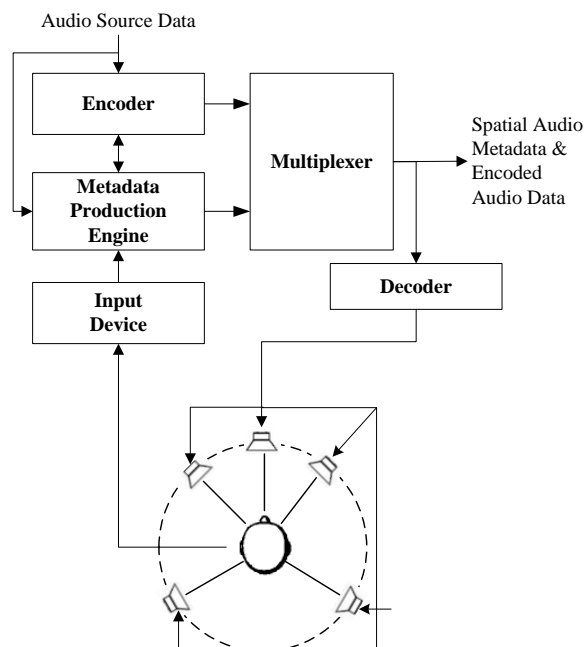 Audio Source Data
Encoder
Multiplexer
Spatial Audio
Metadata &
Encoded
Audio Data
Metadata
Production
Engine
Decoder
Input
Device